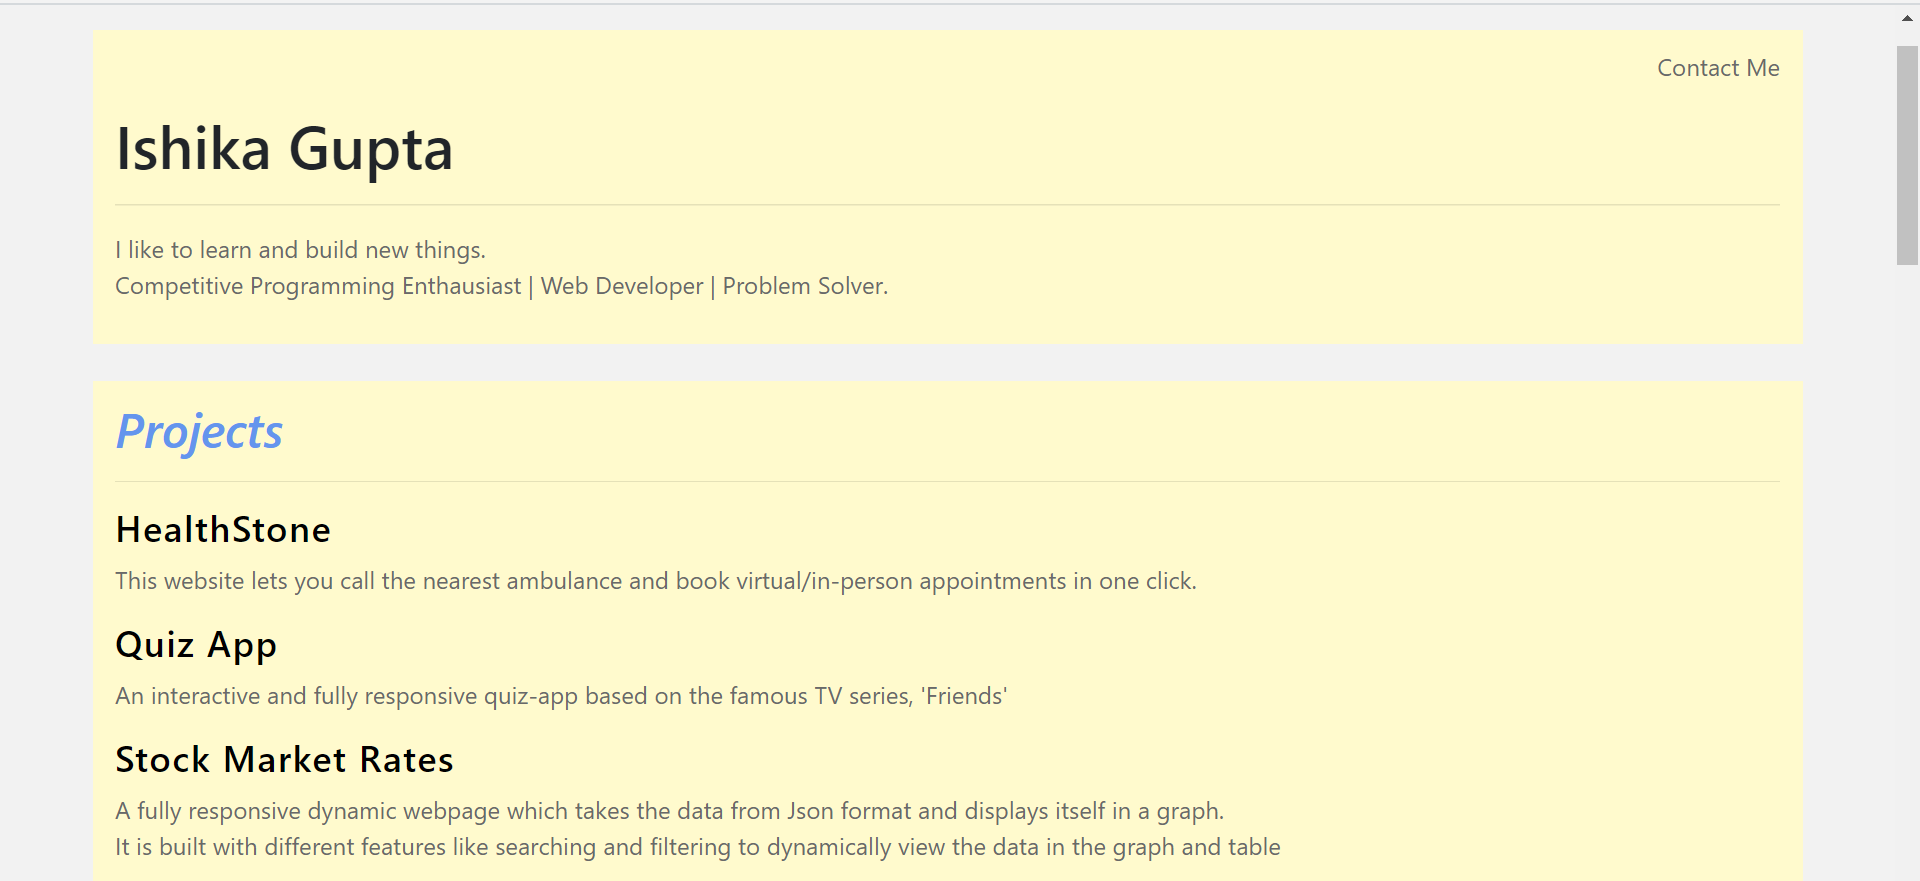 Contact Me
Ishika Gupta
I like to learn and build new things.
Competitive Programming Enthausiast | Web Developer | Problem Solver.
Projects
HealthStone
This website lets you call the nearest ambulance and book virtual/in-person appointments in one click.
Quiz App
An interactive and fully responsive quiz-app based on the famous TV series, 'Friends'
Stock Market Rates
A fully responsive dynamic webpage which takes the data from Json format and displays itself in a graph.
It is built with different features like searching and filtering to dynamically view the data in the graph and table